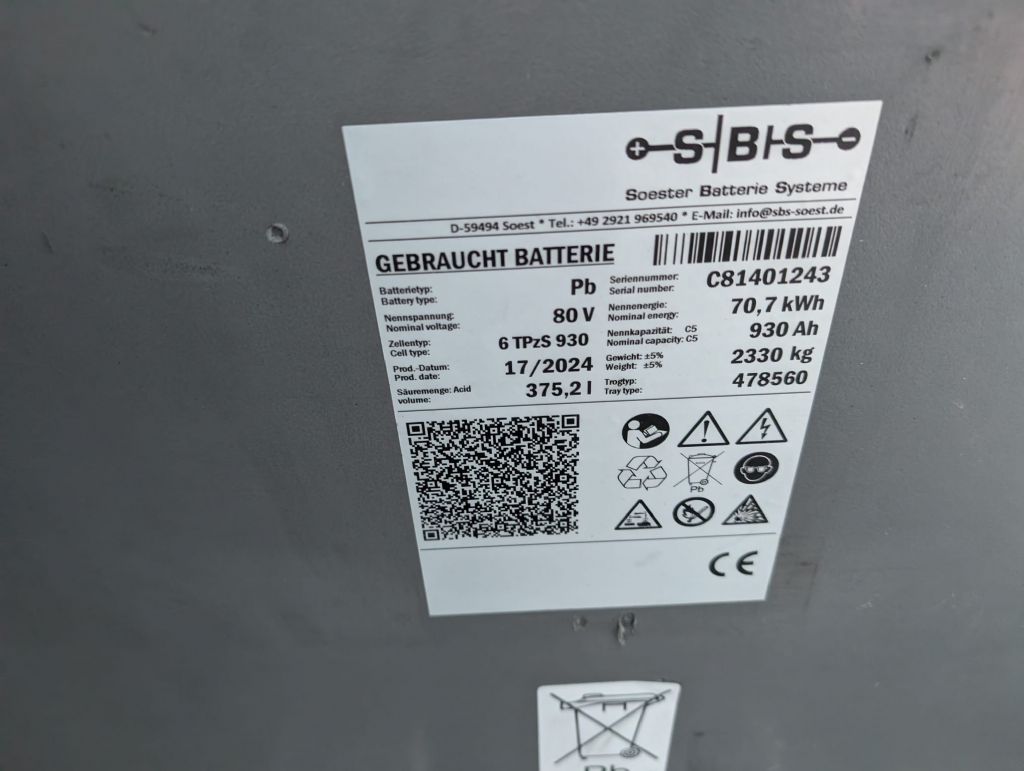 S B S
Soester Batterie Systeme
D-59494 Soest * Tel.: +49 2921 969540 * E-Mail: info@sbs-soest.de
GEBRAUCHT BATTERIE
Batterietyp: Pb
Battery type:
Nennspannung: 80 V
Nominal voltage:
Zellentyp: 6 TPzS 930
Cell type:
Prod.-Datum: 17/2024
Prod. date:
Säuremenge: Acid 375,2 l
volume:
Seriennummer: C81401243
Serial number:
Nennenergie: 70,7 kWh
Nominal energy:
Nennkapazität: C5 930 Ah
Nominal capacity: C5
Gewicht: ±5% 2330 kg
Weight: ±5%
Trogtyp: 478560
Tray type:
Pb
CE
Pb